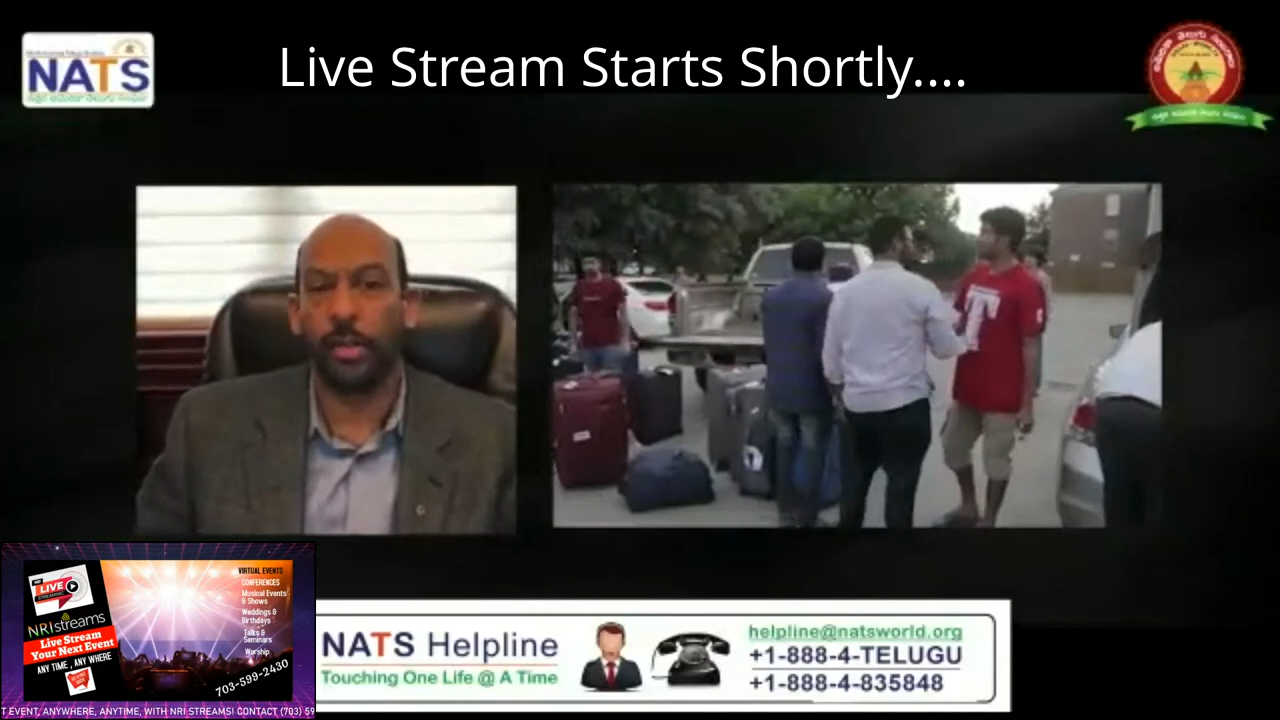 Live Stream Starts Shortly....
NATS
LIVE
STREAMING
NRIstreams
Live Stream
Your Next Event
ANY TIME , ANY WHERE
VIRTUAL EVENTS
CONFERENCES
Musical Events
& Shows
Weddings &
Birthdays
Talks &
Seminars
Worship
703-599-2430
T EVENT, ANYWHERE, ANYTIME, WITH NRI STREAMS! CONTACT (703) 59
NATS Helpline
Touching One Life @ A Time
helpline@natsworld.org
+1-888-4-TELUGU
+1-888-4-835848